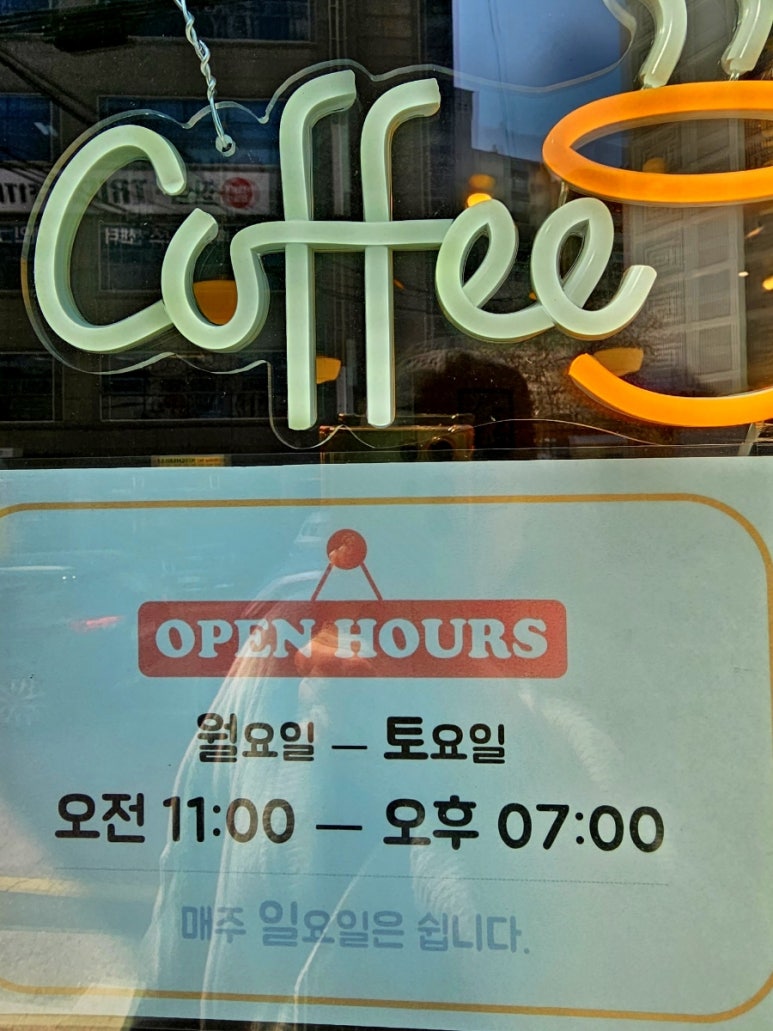 Coffee
OPEN HOURS
월요일 — 토요일
오전 11:00 — 오후 07:00
매주 일요일은 쉽니다.